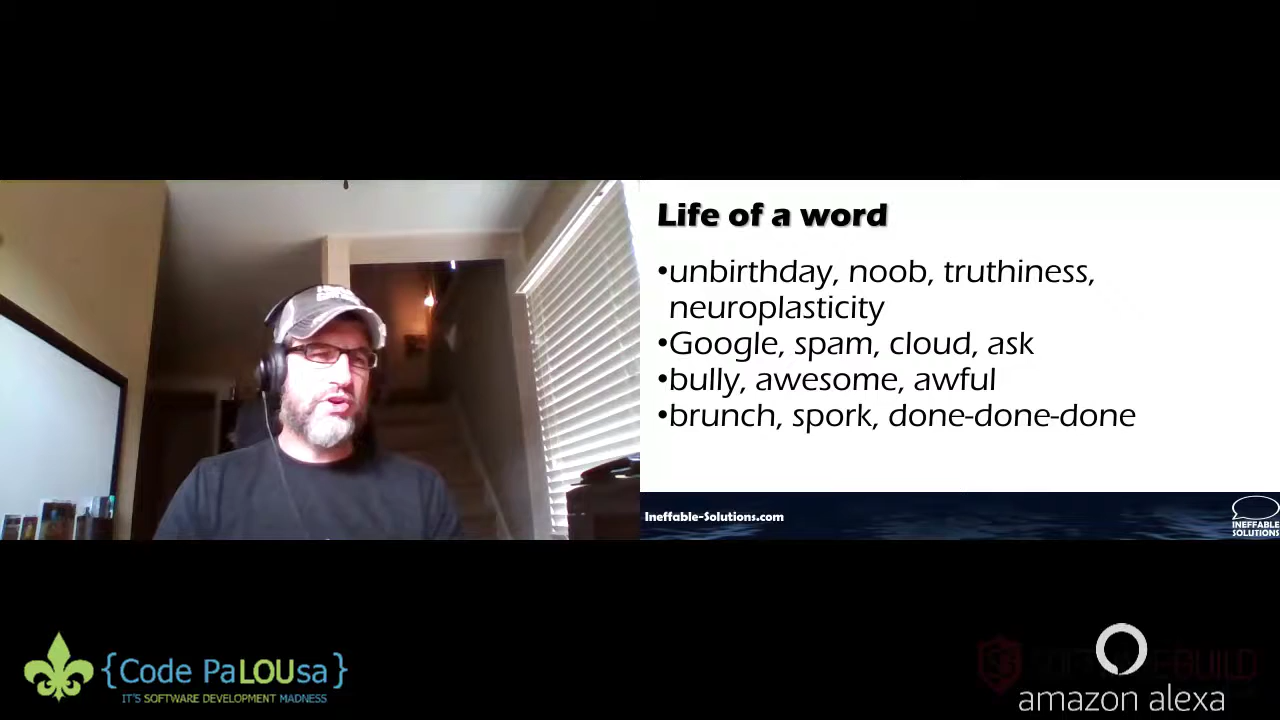 Life of a word
•unbirthday, noob, truthiness,
neuroplasticity
•Google, spam, cloud, ask
•bully, awesome, awful
•brunch, spork, done-done-done
Ineffable-Solutions.com
INEFFABLE
SOLUTIONS
{Code PaLOUsa}
IT'S SOFTWARE DEVELOPMENT MADNESS
amazon alexa